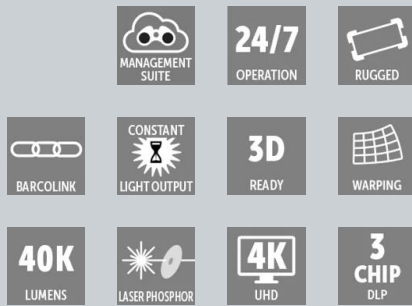 MANAGEMENT
SUITE
24/7
OPERATION
RUGGED
BARCOLINK
CONSTANT
LIGHT OUTPUT
3D
READY
WARPING
40K
LUMENS
LASER PHOSPHOR
4K
UHD
3
CHIP
DLP